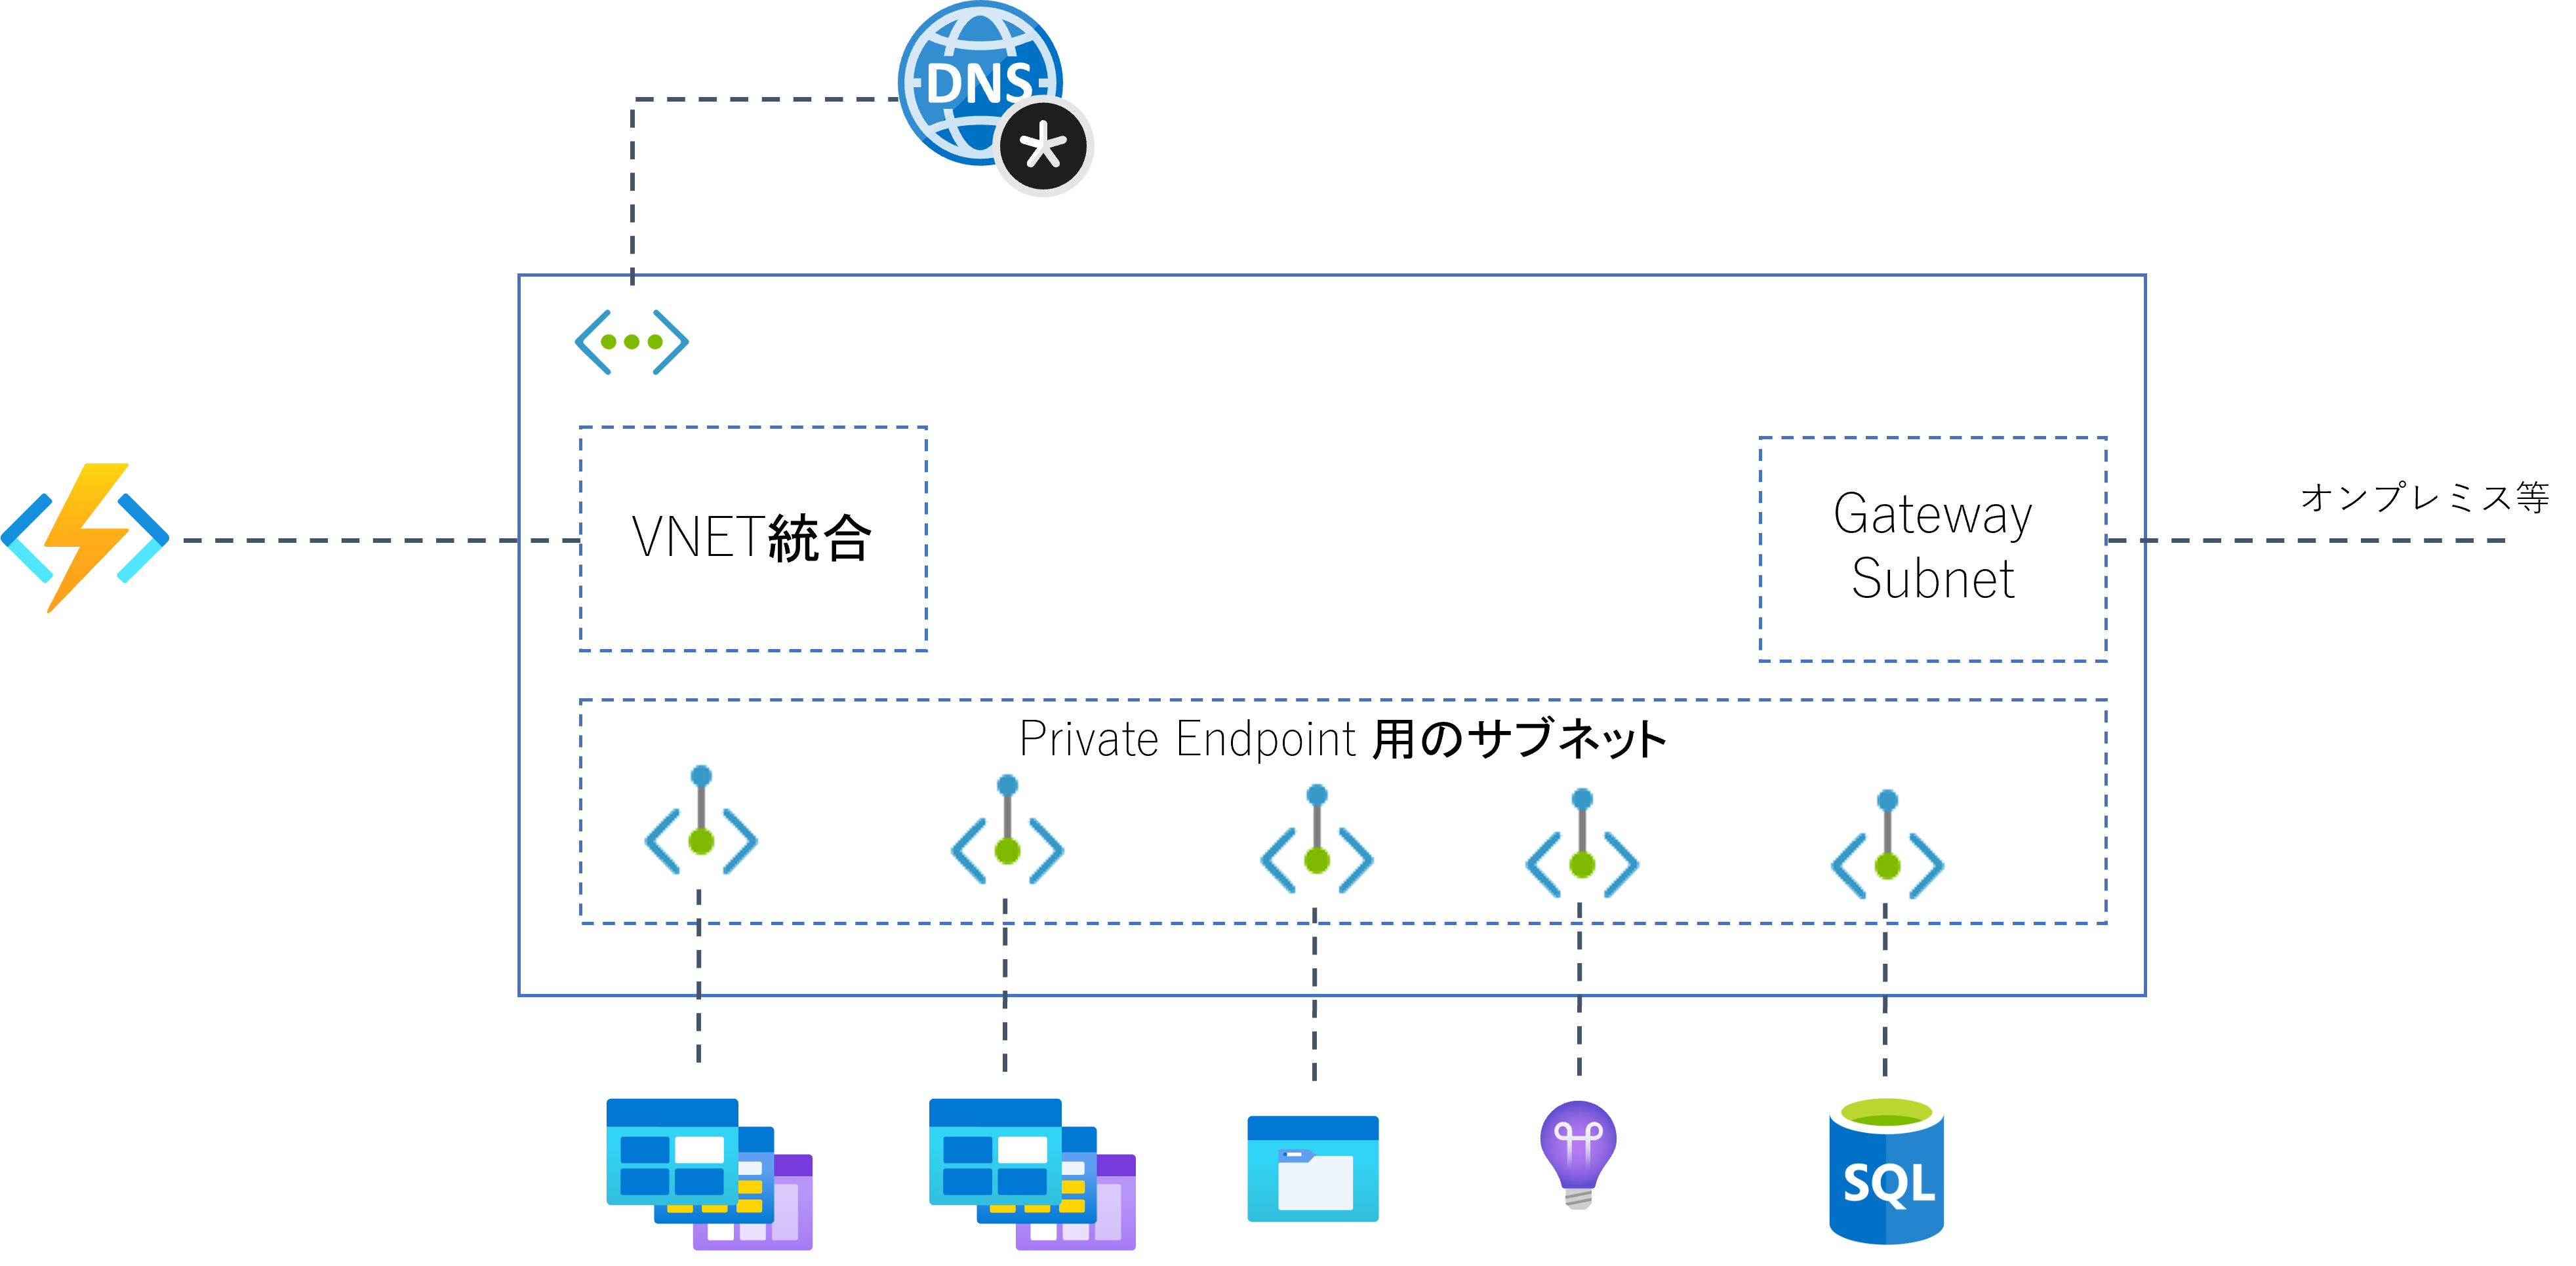 DNS
VNET統合
Gateway
Subnet
オンプレミス等
Private Endpoint 用のサブネット
SQL